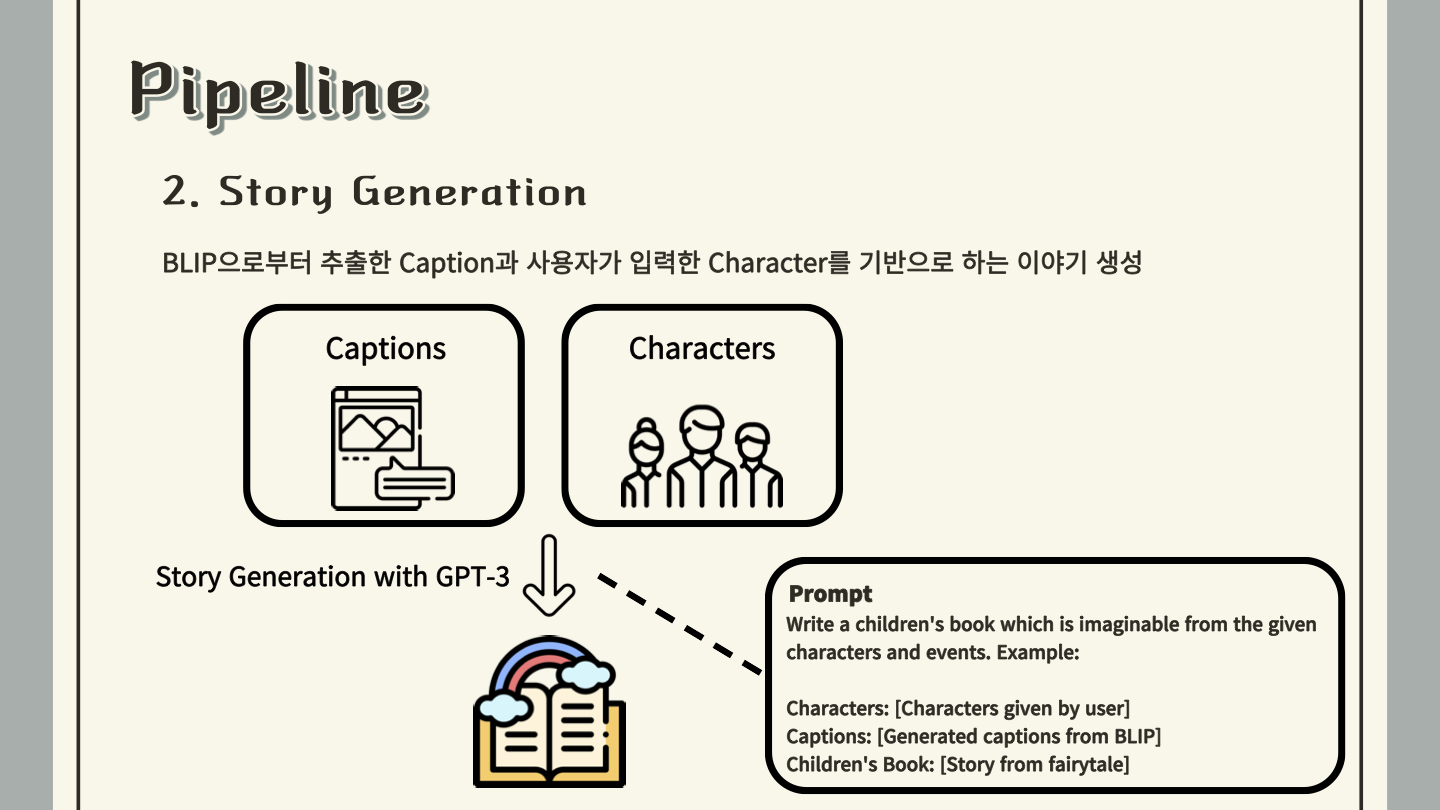 Pipeline
2. Story Generation
BLIP으로부터 추출한 Caption과 사용자가 입력한 Character를 기반으로 하는 이야기 생성
Captions
Characters
Story Generation with GPT-3
Prompt
Write a children's book which is imaginable from the given
characters and events. Example:
Characters: [Characters given by user]
Captions: [Generated captions from BLIP]
Children's Book: [Story from fairytale]